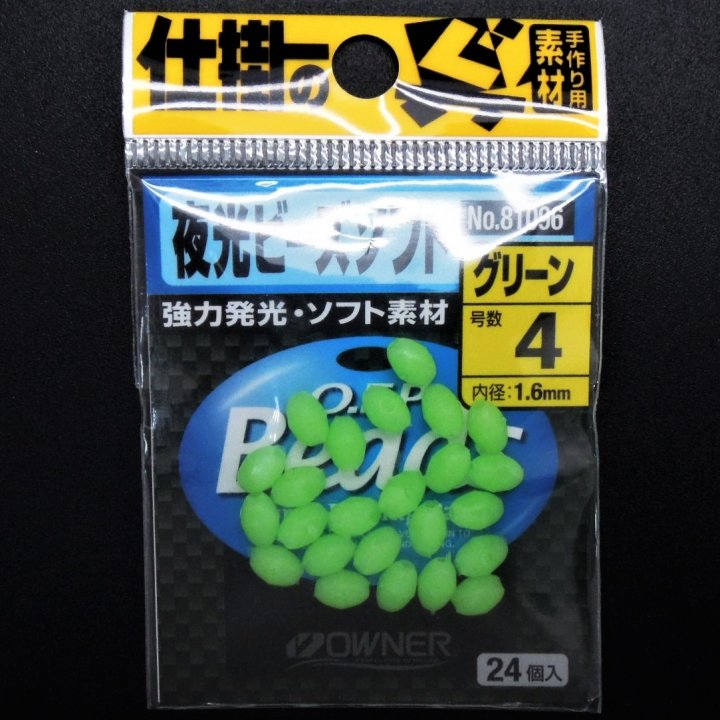 仕掛の
素材
手作り用
夜光ビーズソフト
No.81096
グリーン
強力発光・ソフト素材
号数
4
内径:1.6mm
Beads
OWNER
24個入